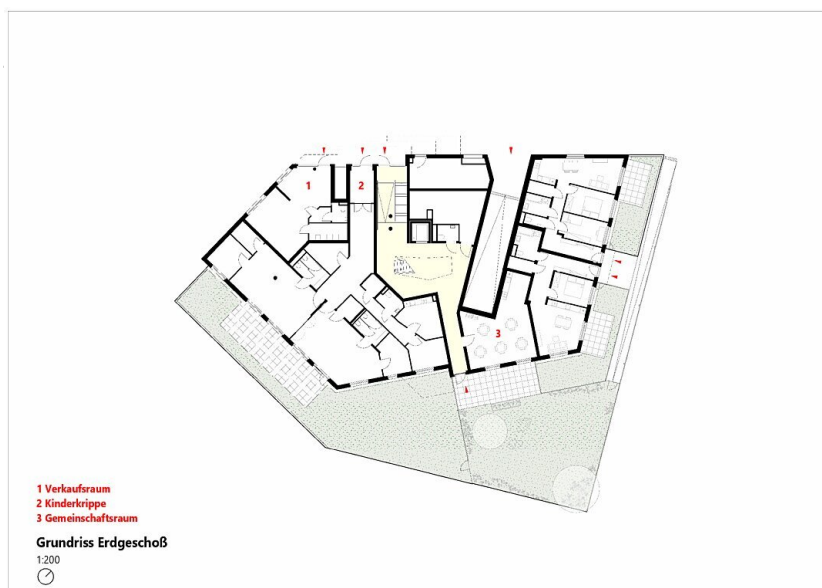 1
2
3
1 Verkaufsraum
2 Kinderkrippe
3 Gemeinschaftsraum
Grundriss Erdgeschoß
1:200